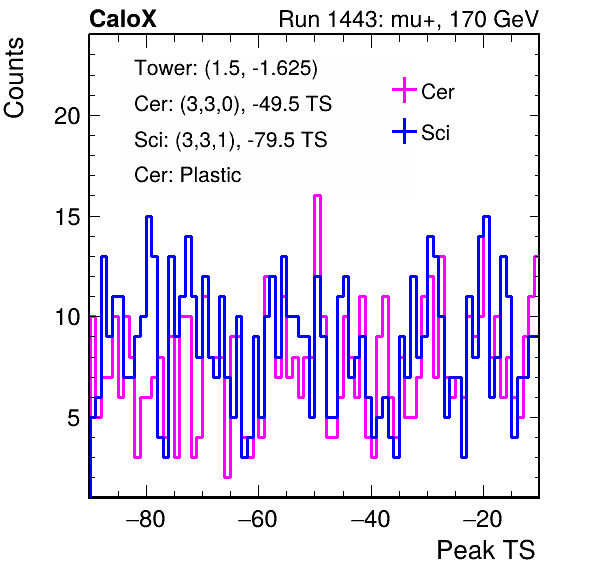 CaloX
Run 1443: mu+, 170 GeV
Counts
Tower: (1.5, -1.625)
Cer: (3,3,0), -49.5 TS
Sci: (3,3,1), -79.5 TS
Cer: Plastic
Cer
Sci
20
15
10
5
−80
−60
−40
−20
Peak TS